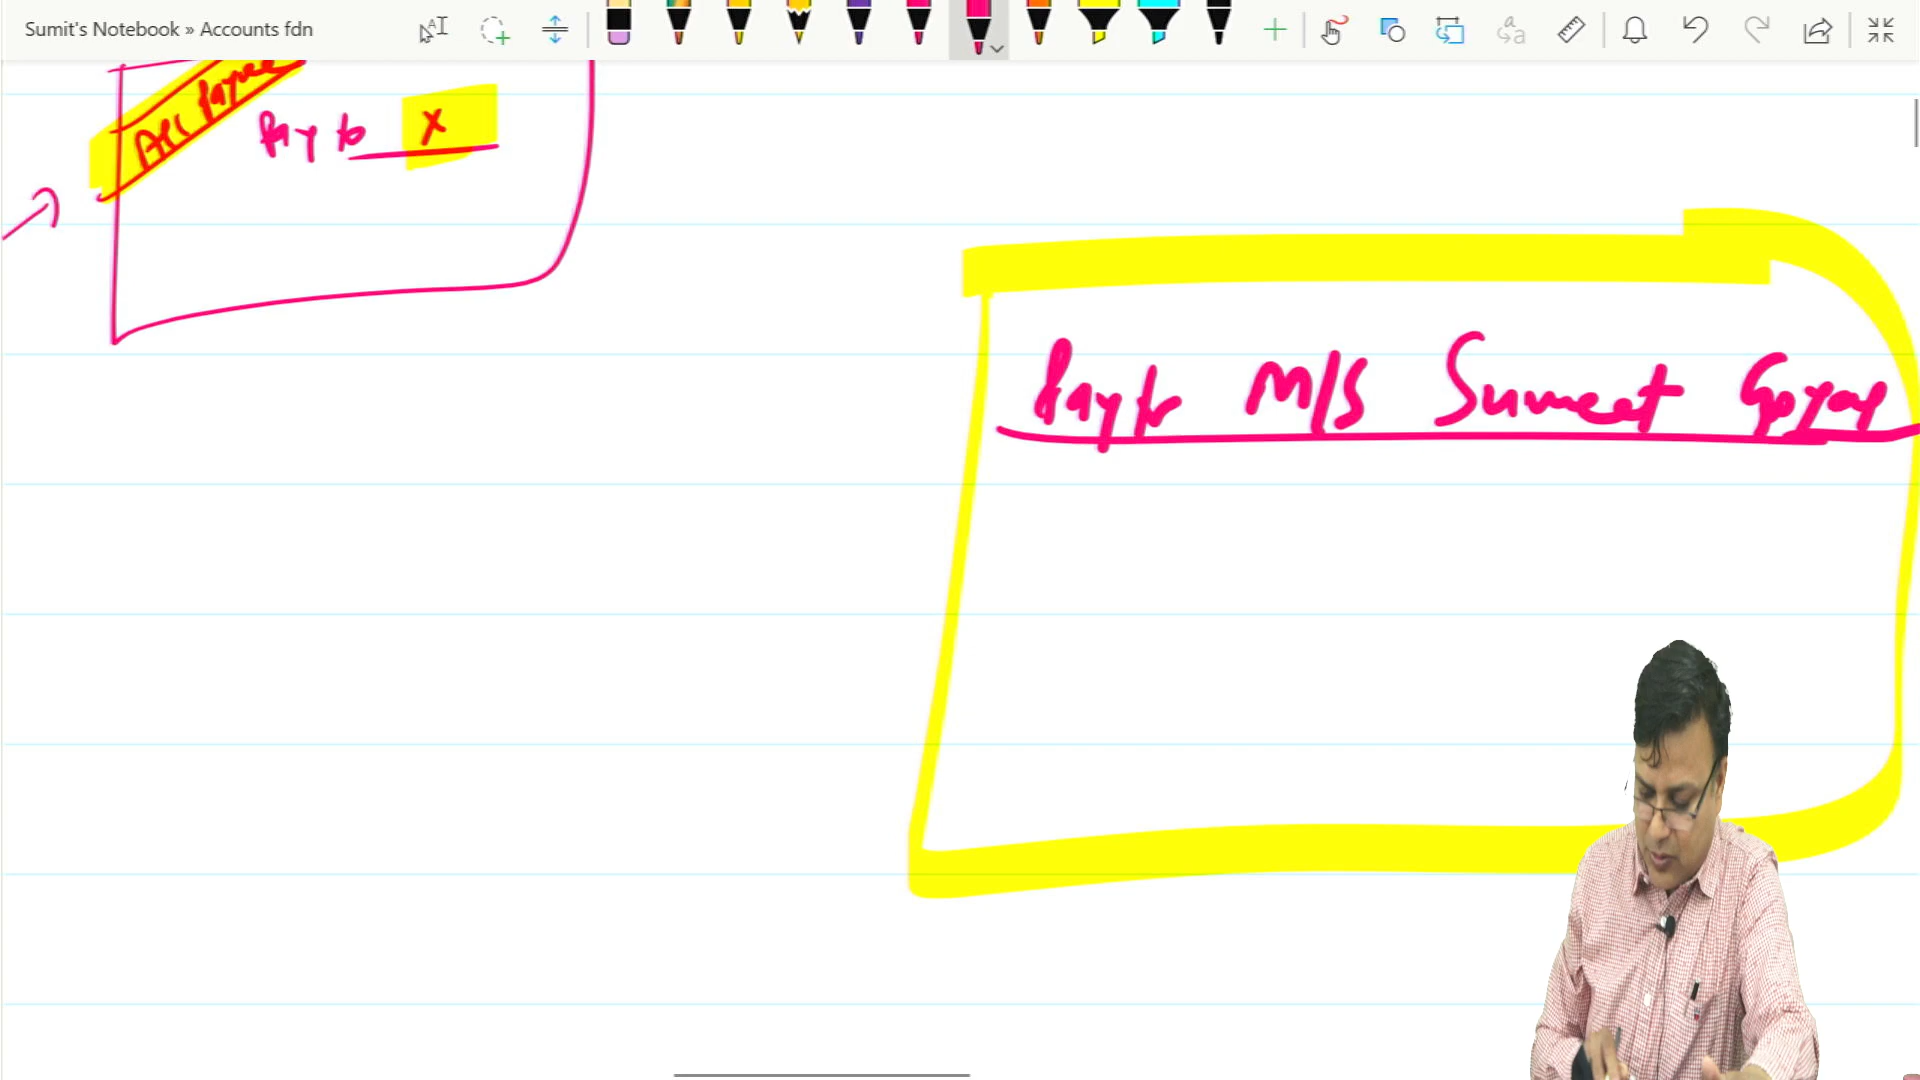 Sumit's Notebook » Accounts fdn
A/c Payee
Pay to X
Pay to M/S Sumeet Goyal